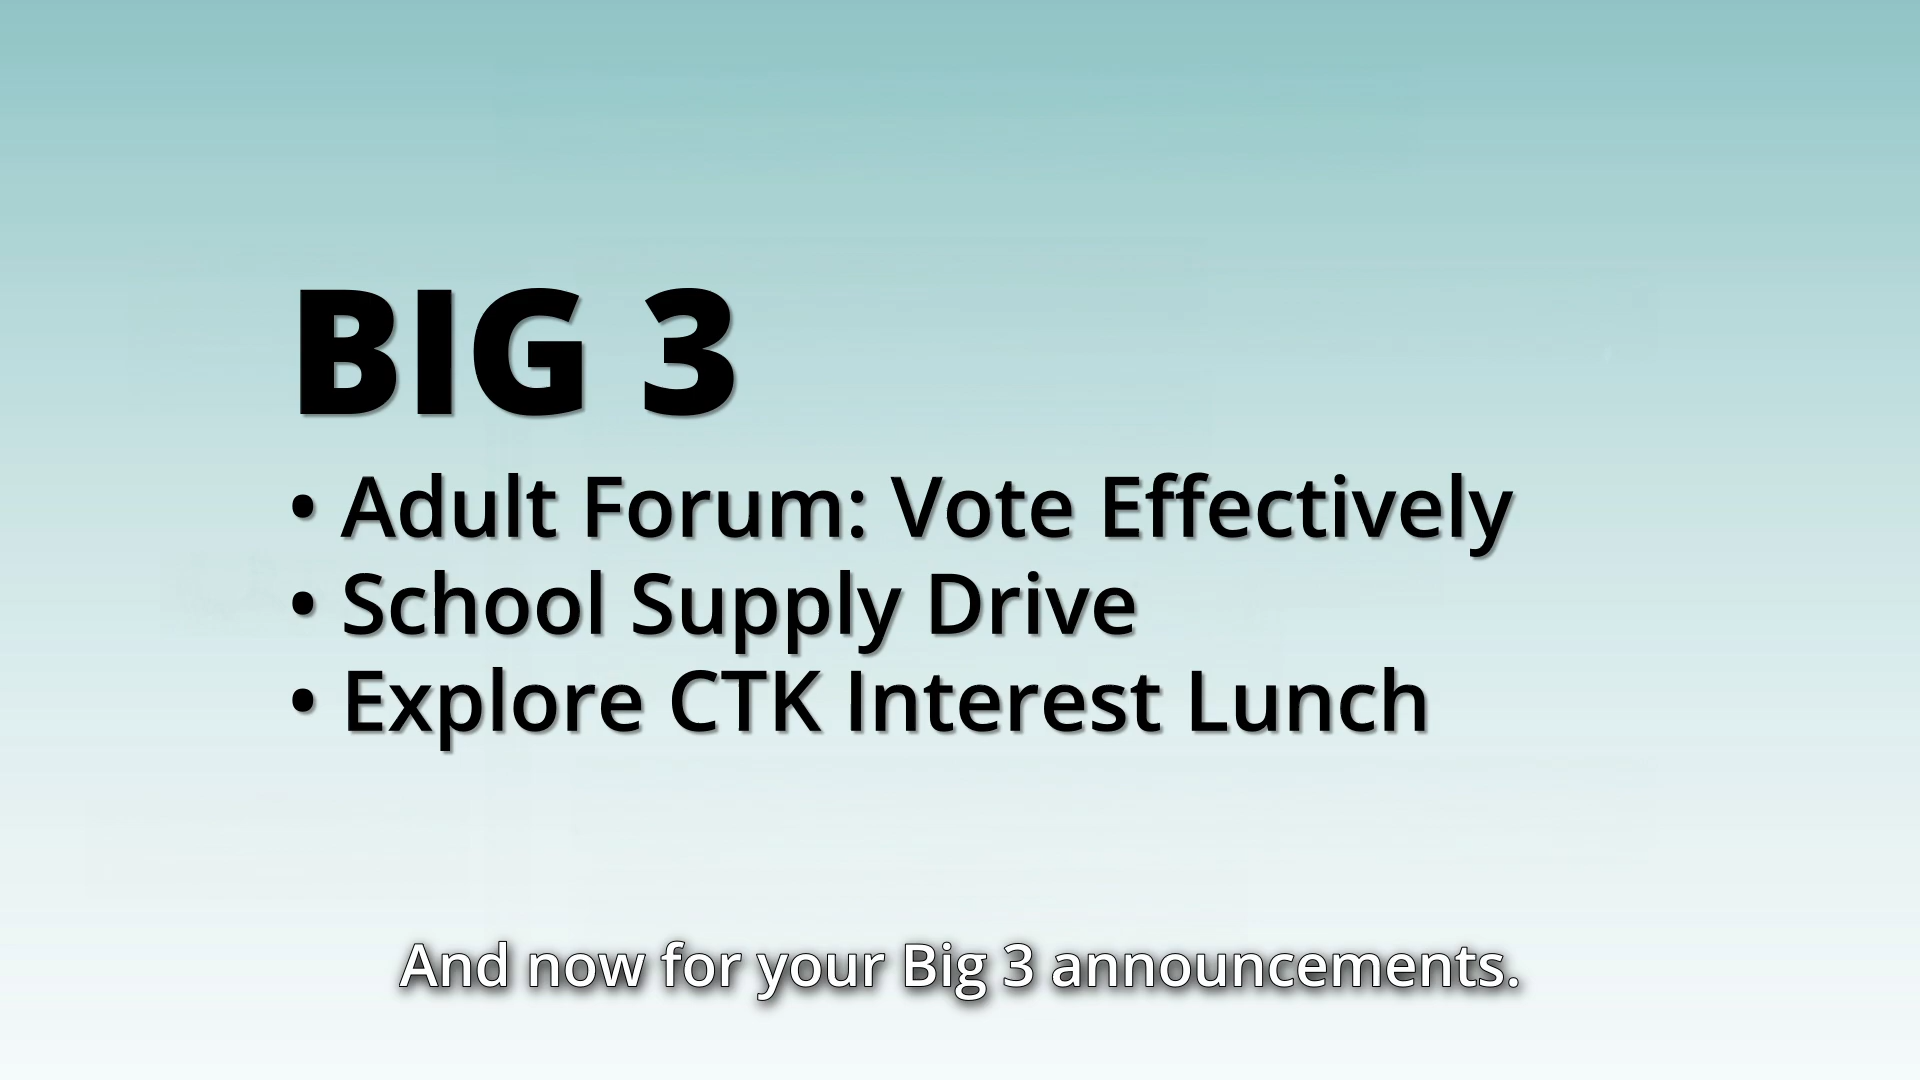 BIG 3
• Adult Forum: Vote Effectively
• School Supply Drive
• Explore CTK Interest Lunch
And now for your Big 3 announcements.